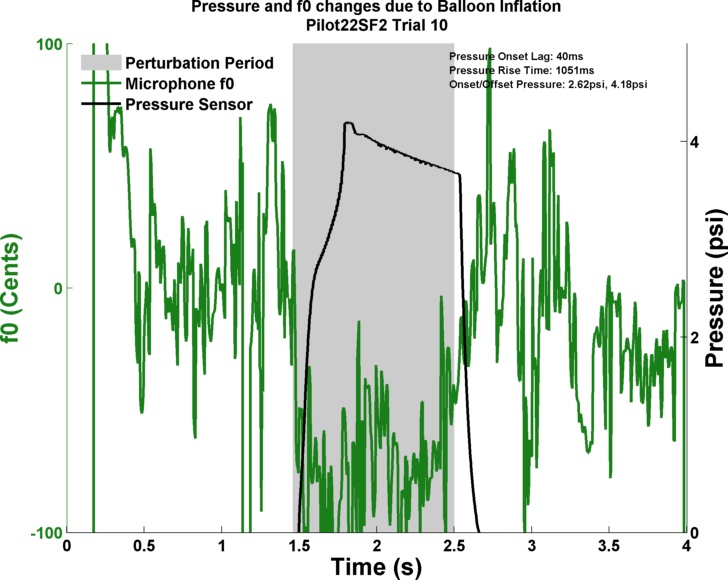 Pressure and f0 changes due to Balloon Inflation
Pilot22SF2 Trial 10
Perturbation Period
Microphone f0
Pressure Sensor
Pressure Onset Lag: 40ms
Pressure Rise Time: 1051ms
Onset/Offset Pressure: 2.62psi, 4.18psi
f0 (Cents)
100
0
-100
Pressure (psi)
4
2
0
0 0.5 1 1.5 2 2.5 3 3.5 4
Time (s)